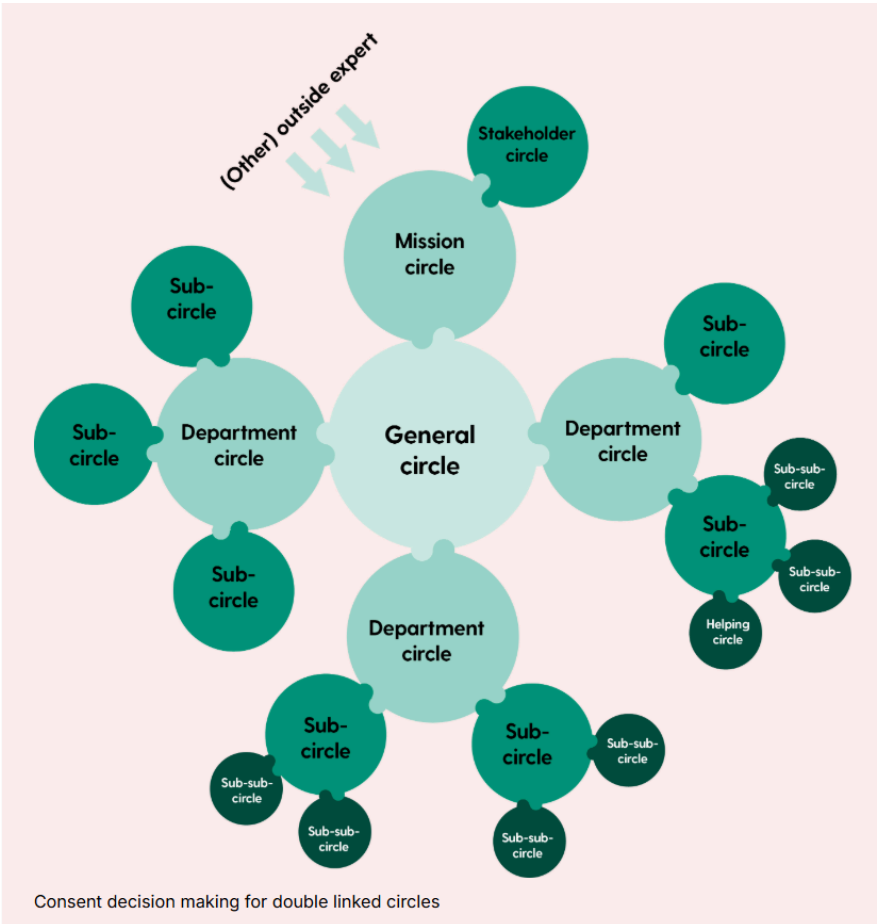 (Other) outside expert
Stakeholder
circle
Mission
circle
Sub-
circle
Sub-
circle
Sub-
circle
Department
circle
General
circle
Department
circle
Sub-sub-
circle
Sub-
circle
Sub-sub-
circle
Sub-
circle
Helping
circle
Department
circle
Sub-
circle
Sub-
circle
Sub-sub-
circle
Sub-sub-
circle
Sub-sub-
circle
Sub-sub-
circle
Consent decision making for double linked circles